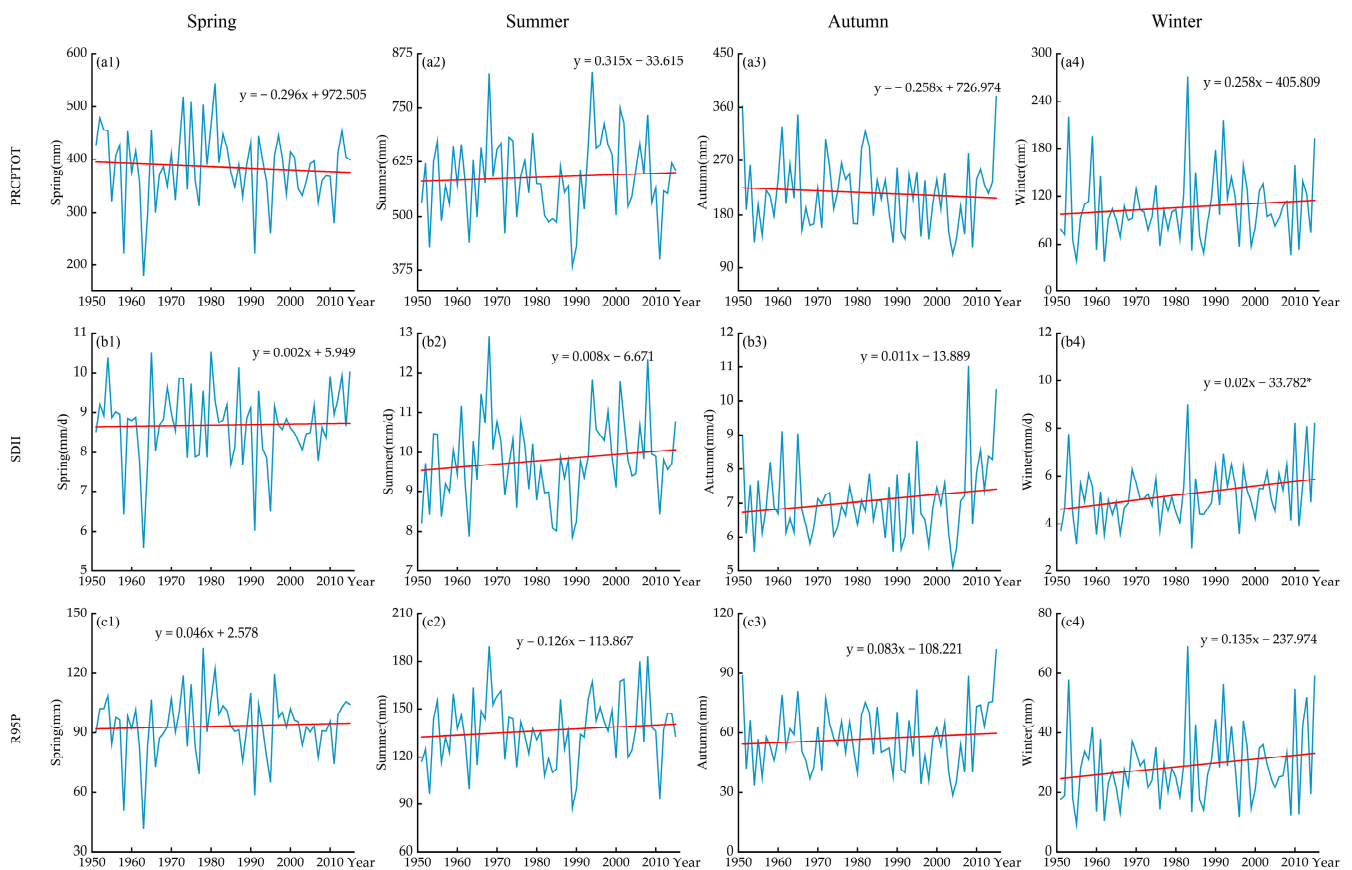 Spring Summer Autumn Winter
PRCPTOT
(a1) y = − 0.296x + 972.505
Spring(mm)
600
500
400
300
200
1950 1960 1970 1980 1990 2000 2010 Year
(a2) y = 0.315x − 33.615
Summer(mm)
875
750
625
500
375
1950 1960 1970 1980 1990 2000 2010 Year
(a3) y = − 0.258x + 726.974
Autumn(mm)
450
360
270
180
90
1950 1960 1970 1980 1990 2000 2010 Year
(a4) y = 0.258x − 405.809
Winter(mm)
300
240
180
120
60
0
1950 1960 1970 1980 1990 2000 2010 Year
SDII
(b1) y = 0.002x + 5.949
Spring(mm/d)
11
10
9
8
7
6
5
1950 1960 1970 1980 1990 2000 2010 Year
(b2) y = 0.008x − 6.671
Summer(mm/d)
13
12
11
10
9
8
7
1950 1960 1970 1980 1990 2000 2010 Year
(b3) y = 0.011x − 13.889
Autumn(mm/d)
12
11
10
9
8
7
6
5
1950 1960 1970 1980 1990 2000 2010 Year
(b4) y = 0.02x − 33.782*
Winter(mm/d)
12
10
8
6
4
2
1950 1960 1970 1980 1990 2000 2010 Year
R95P
(c1) y = 0.046x + 2.578
Spring(mm)
150
120
90
60
30
1950 1960 1970 1980 1990 2000 2010 Year
(c2) y − 0.126x − 113.867
Summer(mm)
210
180
150
120
90
60
1950 1960 1970 1980 1990 2000 2010 Year
(c3) y = 0.083x − 108.221
Autumn(mm)
120
90
60
30
0
1950 1960 1970 1980 1990 2000 2010 Year
(c4) y = 0.135x − 237.974
Winter(mm)
80
60
40
20
0
1950 1960 1970 1980 1990 2000 2010 Year